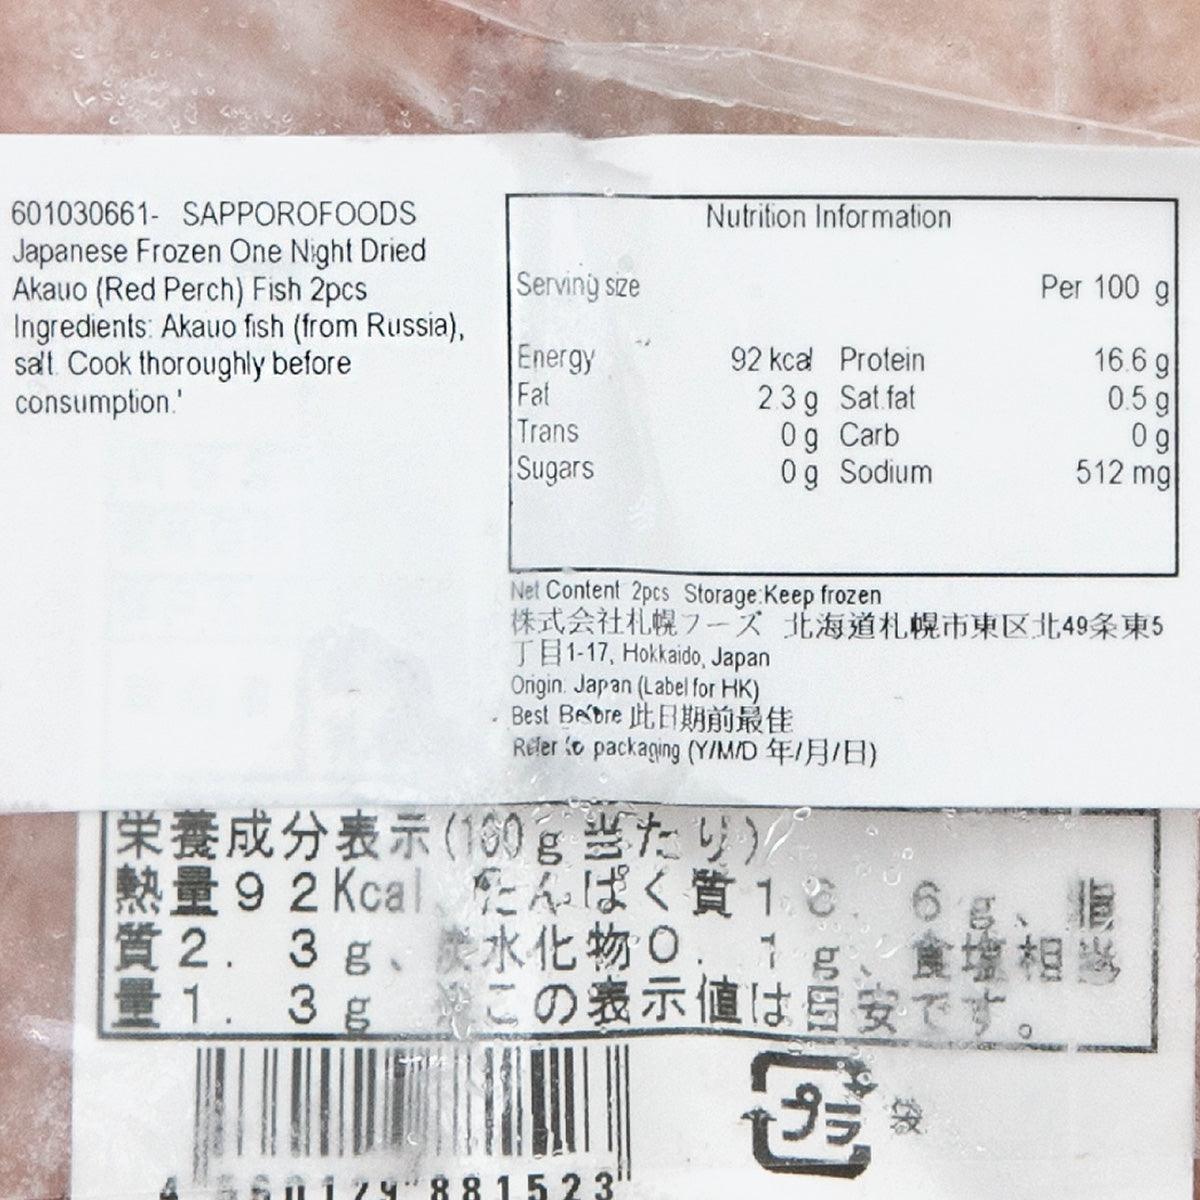 601030661- SAPPOROFOODS
Japanese Frozen One Night Dried
Akauo (Red Perch) Fish 2pcs
Ingredients: Akauo fish (from Russia),
salt. Cook thoroughly before
consumption.'
Nutrition Information
Serving size Per 100 g
Energy 92 kcal Protein 16.6 g
Fat 2.3 g Sat.fat 0.5 g
Trans 0 g Carb 0 g
Sugars 0 g Sodium 512 mg
Net Content 2pcs Storage:Keep frozen
株式会社札幌フーズ 北海道札幌市東区北49条東5
丁目1-17, Hokkaido, Japan
Origin. Japan (Label for HK)
Best Before 此日期前最佳
Refer to packaging (Y/M/D 年/月/日)
栄養成分表示(100g当たり)
熱量92Kcal たんぱく質16.6g、脂
質2.3g、炭水化物0.1g、食塩相当
量1.3g ※この表示値は目安です。
プラ 袋
4 560179 881523